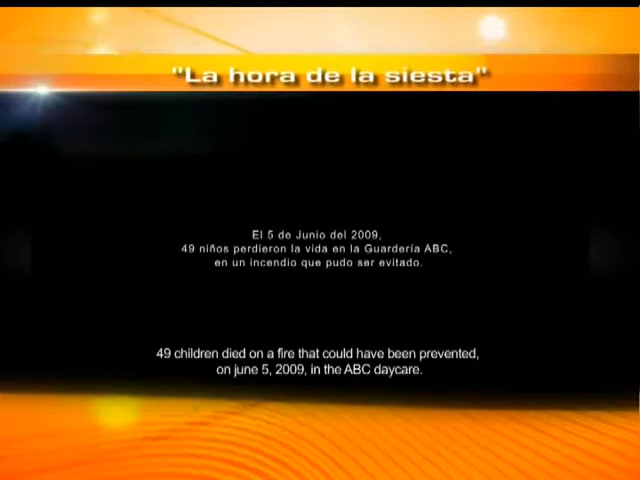 "La hora de la siesta"
El 5 de Junio del 2009,
49 niños perdieron la vida en la Guardería ABC,
en un incendio que pudo ser evitado.
49 children died on a fire that could have been prevented,
on june 5, 2009, in the ABC daycare.